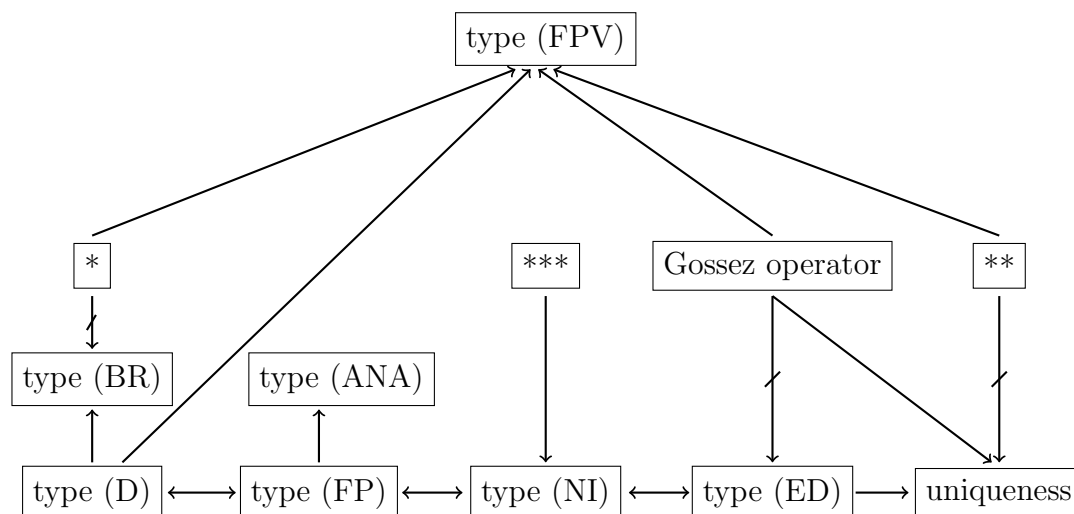 type (FPV)
*
***
Gossez operator
**
type (BR)
type (ANA)
type (D)
type (FP)
type (NI)
type (ED)
uniqueness